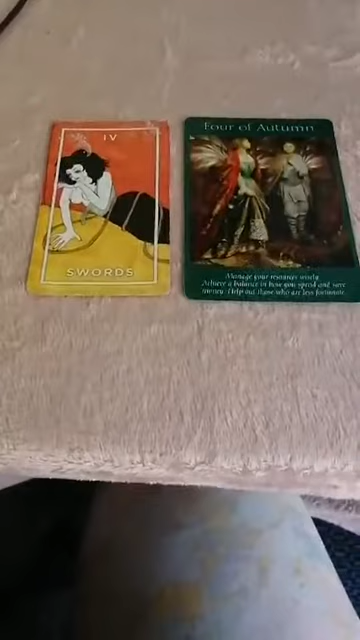 IV
SWORDS
Four of Autumn
Manage your resources wisely.
Achieve a balance in how you spend and save
money. Help out those who are less fortunate.